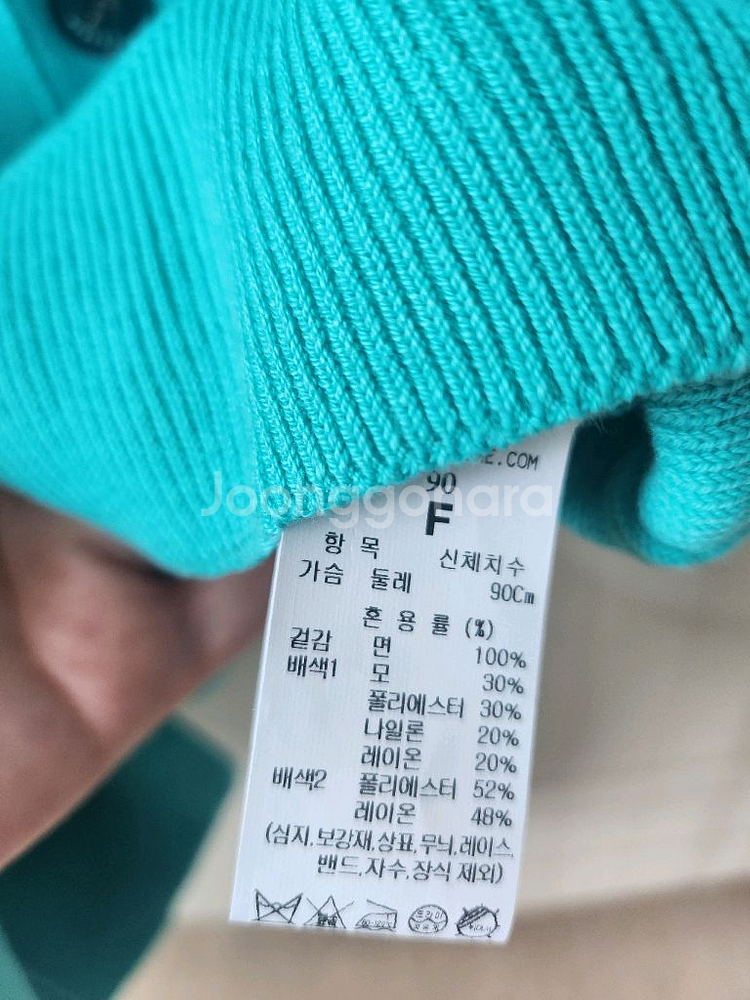 .COM
Joonggonara
90
F
항 목 신체치수
가슴 둘레 90Cm
혼 용 률 (%)
겉감 면 100%
배색1 모 30%
폴리에스터 30%
나일론 20%
레이온 20%
배색2 폴리에스터 52%
레이온 48%
(심지,보강재,상표,무늬,레이스,
밴드,자수,장식 제외)